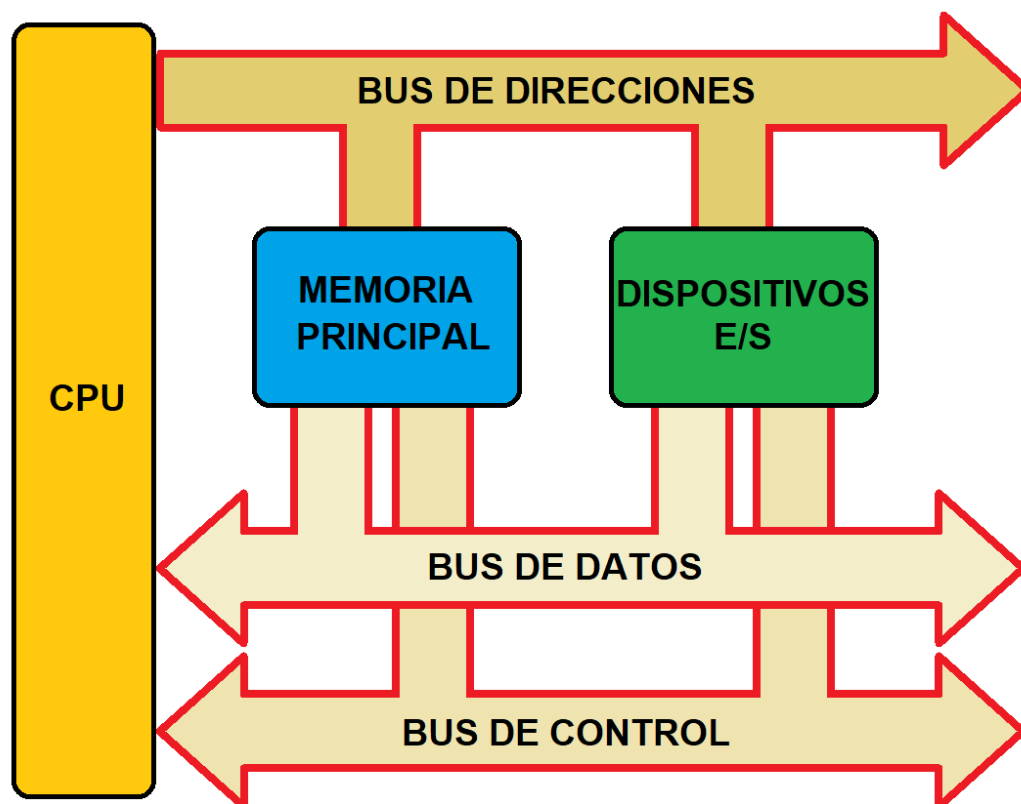 BUS DE DIRECCIONES
MEMORIA
PRINCIPAL
DISPOSITIVOS
E/S
CPU
BUS DE DATOS
BUS DE CONTROL